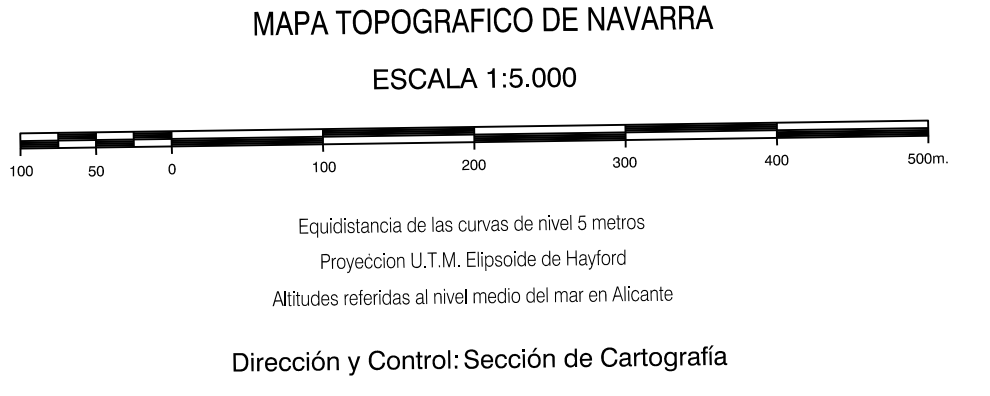 MAPA TOPOGRAFICO DE NAVARRA
ESCALA 1:5.000
100 50 0 100 200 300 400 500m.
Equidistancia de las curvas de nivel 5 metros
Proyeccion U.T.M. Elipsoide de Hayford
Altitudes referidas al nivel medio del mar en Alicante
Dirección y Control: Sección de Cartografía